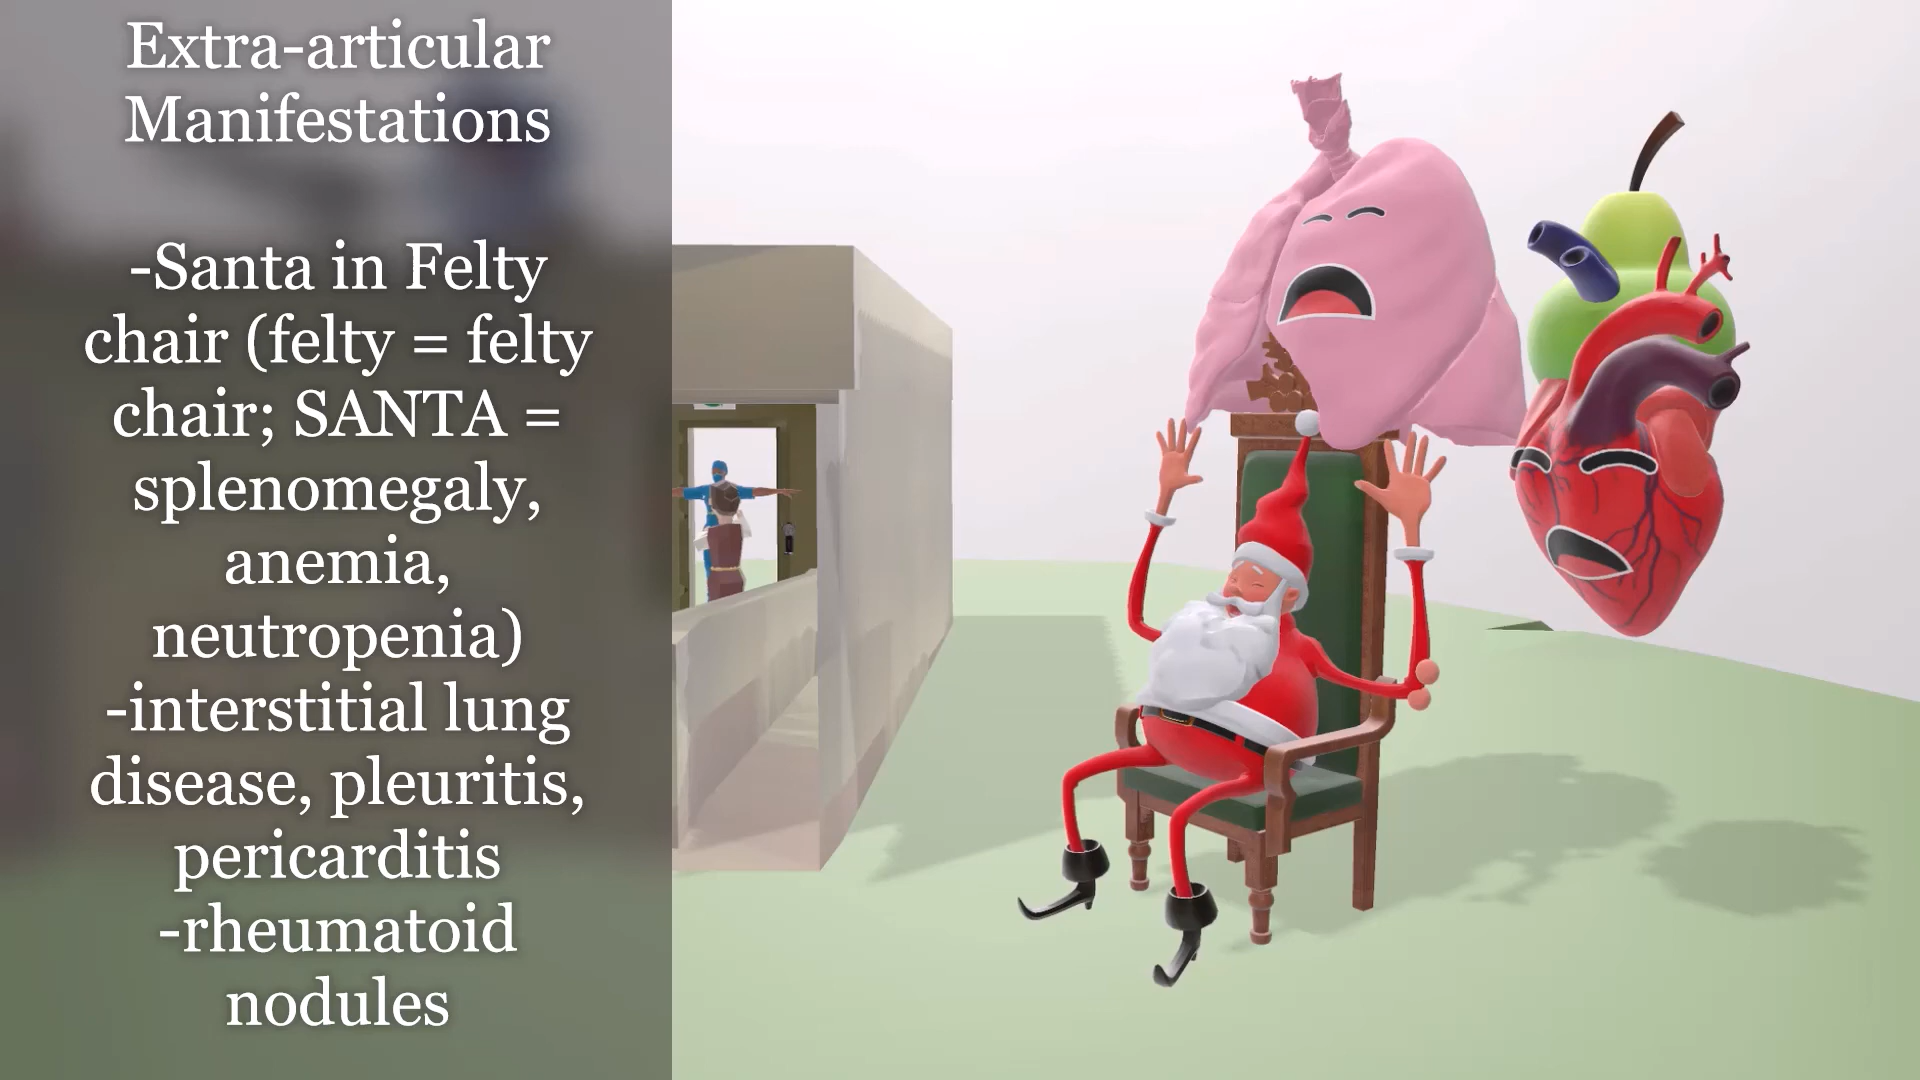 Extra-articular
Manifestations
-Santa in Felty
chair (felty = felty
chair; SANTA =
splenomegaly,
anemia,
neutropenia)
-interstitial lung
disease, pleuritis,
pericarditis
-rheumatoid
nodules